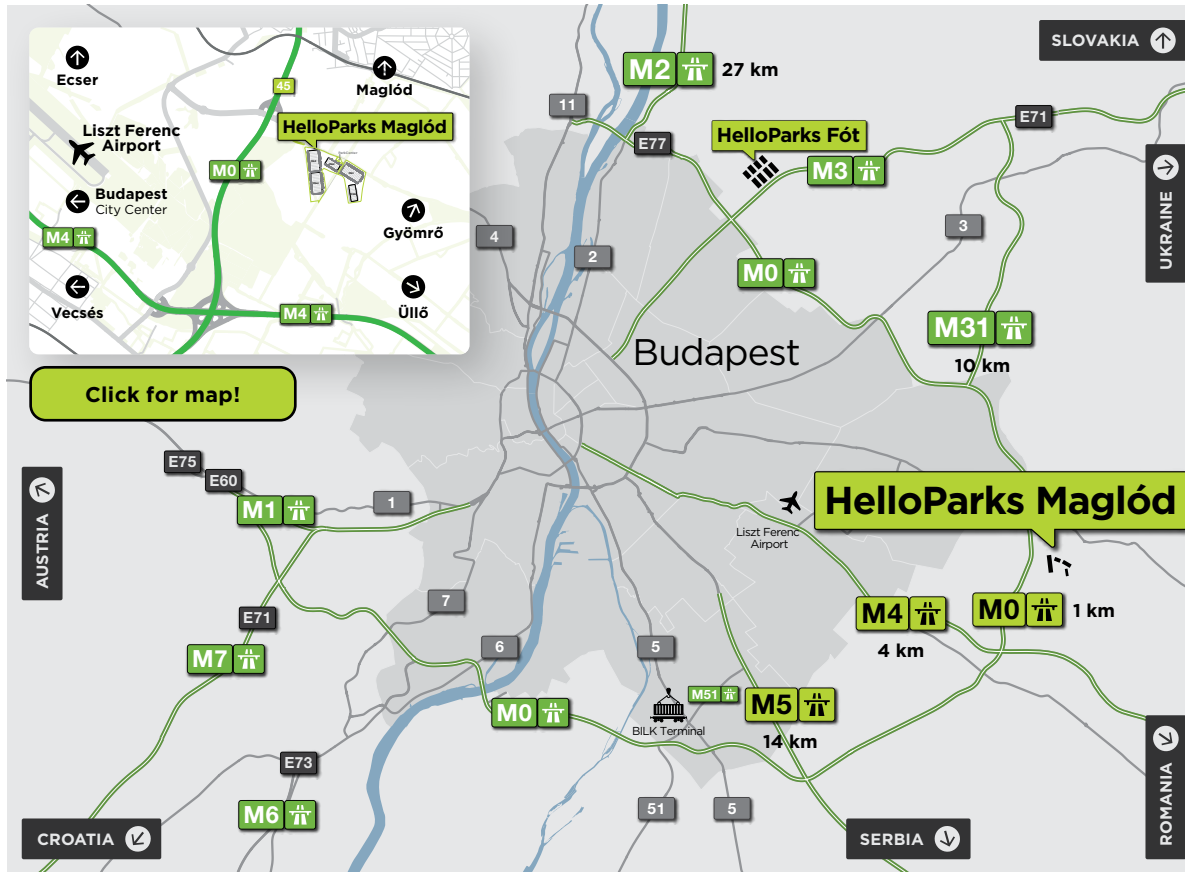 Ecser
Maglód
45
HelloParks Maglód
Liszt Ferenc
Airport
M0
Budapest
City Center
Gyömrő
M4
Vecsés
M4
Üllő
Click for map!
SLOVAKIA
M2
27 km
11
E77
HelloParks Fót
M3
E71
UKRAINE
3
4
2
M0
M31
10 km
Budapest
E75
E60
M1
1
AUSTRIA
HelloParks Maglód
Liszt Ferenc
Airport
7
E71
M4
4 km
M0
1 km
M7
6
5
M51
M0
BILK Terminal
M5
14 km
E73
M6
51
5
ROMANIA
CROATIA
SERBIA